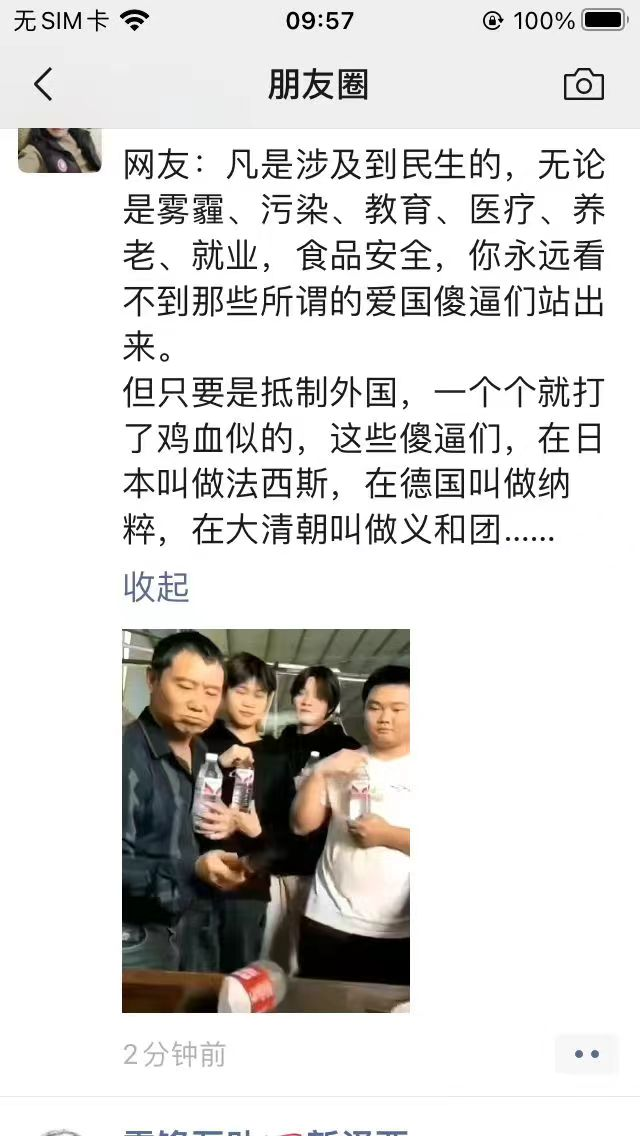 无SIM卡 09:57 100%
朋友圈
网友：凡是涉及到民生的，无论
是雾霾、污染、教育、医疗、养
老、就业，食品安全，你永远看
不到那些所谓的爱国傻逼们站出
来。
但只要是抵制外国，一个个就打
了鸡血似的，这些傻逼们，在日
本叫做法西斯，在德国叫做纳
粹，在大清朝叫做义和团......
收起
2分钟前